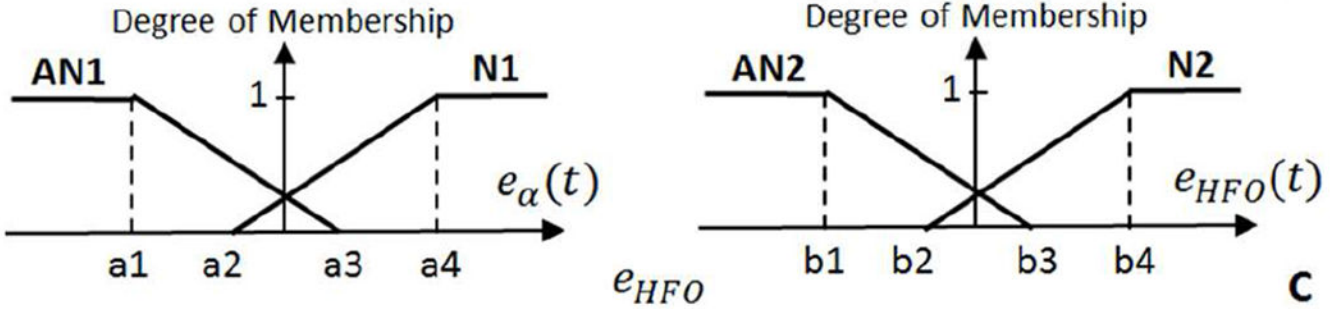 Degree of Membership
AN1
N1
1
e_α(t)
a1 a2 a3 a4
Degree of Membership
AN2
N2
1
e_HFO(t)
b1 b2 b3 b4
e_HFO
C